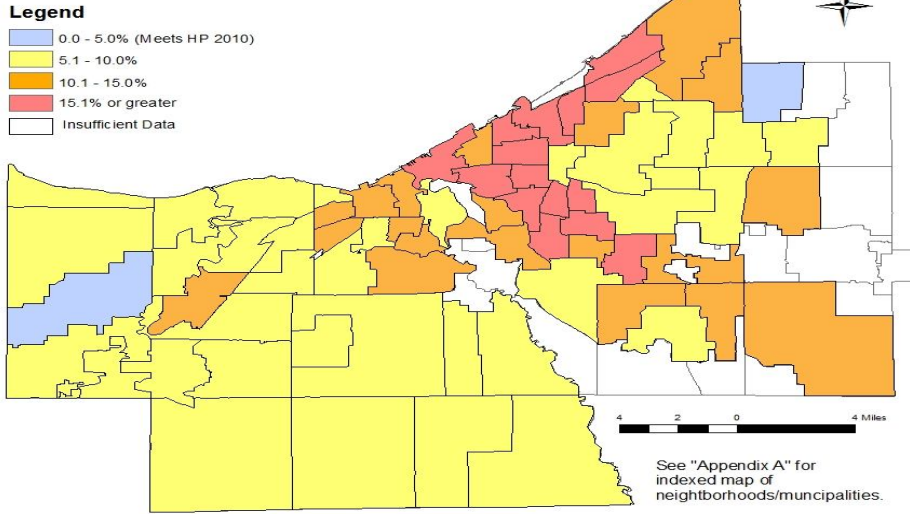 Legend
0.0 - 5.0% (Meets HP 2010)
5.1 - 10.0%
10.1 - 15.0%
15.1% or greater
Insufficient Data
4 2 0 4 Miles
See "Appendix A" for
indexed map of
neightborhoods/muncipalities.